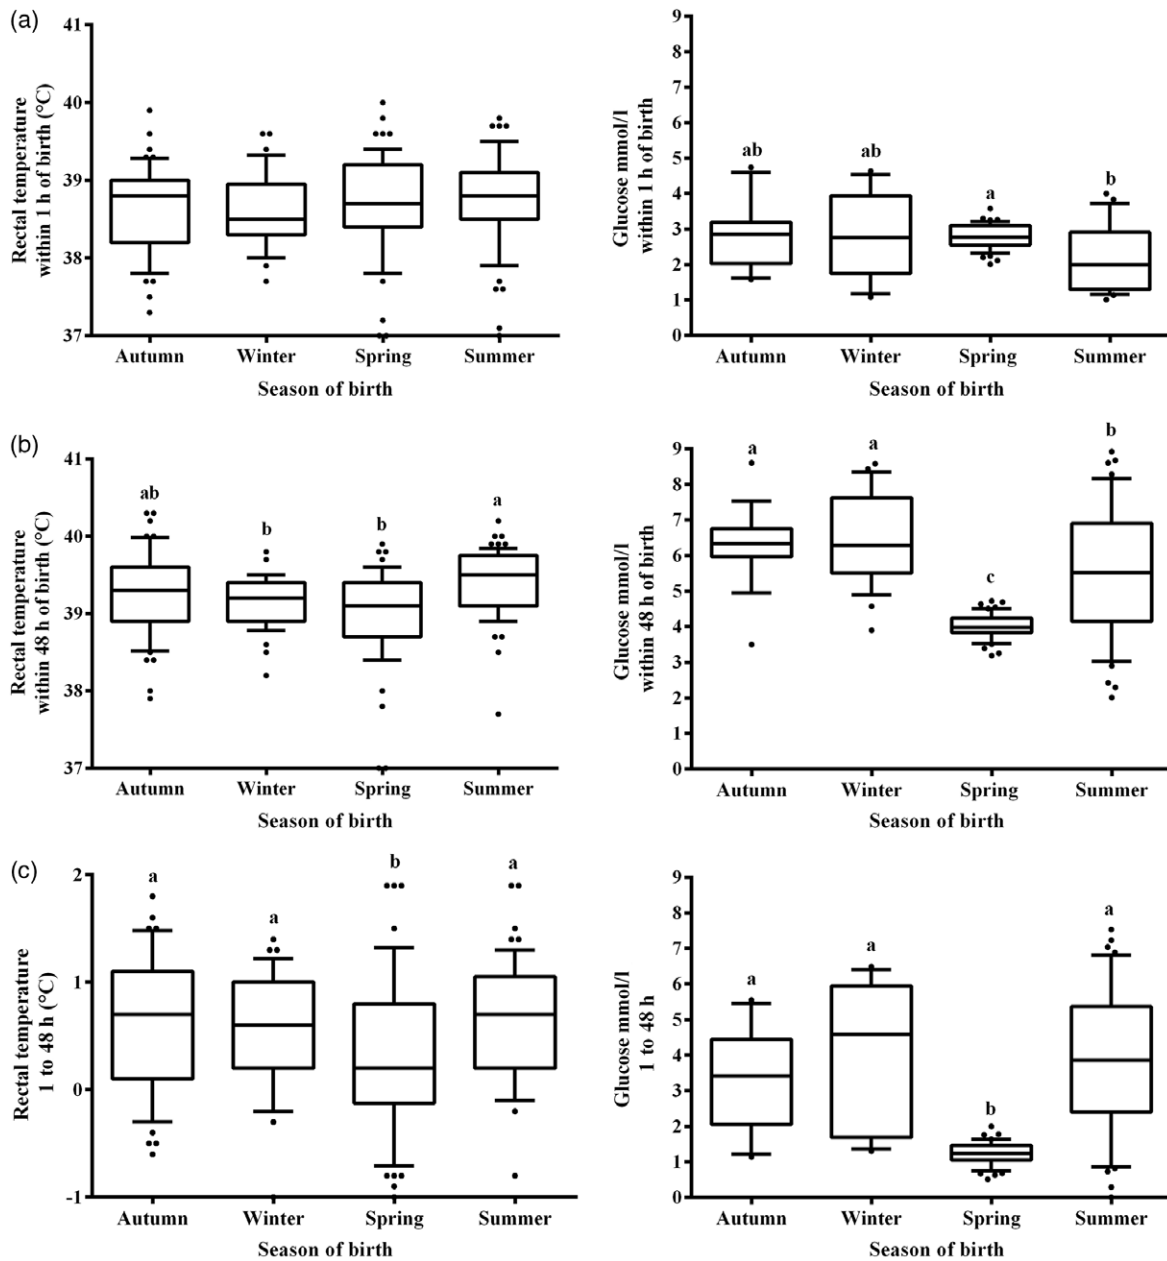 (a)
41
40
39
38
37
Rectal temperature
within 1 h of birth (°C)
Autumn Winter Spring Summer
Season of birth
9
8
7
6
5
4
3
2
1
0
Glucose mmol/l
within 1 h of birth
ab ab a b
Autumn Winter Spring Summer
Season of birth
(b)
41
40
39
38
37
Rectal temperature
within 48 h of birth (°C)
ab b b a
Autumn Winter Spring Summer
Season of birth
9
8
7
6
5
4
3
2
1
0
Glucose mmol/l
within 48 h of birth
a a c b
Autumn Winter Spring Summer
Season of birth
(c)
2
1
0
-1
Rectal temperature
1 to 48 h (°C)
a a b a
Autumn Winter Spring Summer
Season of birth
9
8
7
6
5
4
3
2
1
0
Glucose mmol/l
1 to 48 h
a a b a
Autumn Winter Spring Summer
Season of birth